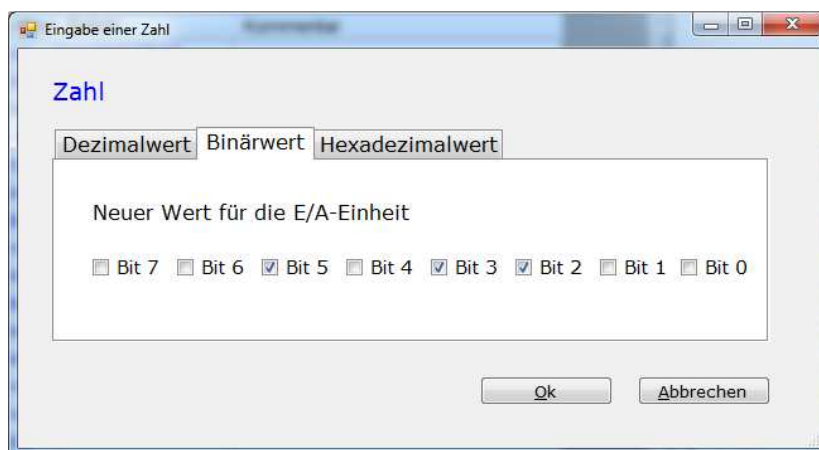 Eingabe einer Zahl
Kommentar
Zahl
Dezimalwert Binärwert Hexadezimalwert
Neuer Wert für die E/A-Einheit
Bit 7 Bit 6 Bit 5 Bit 4 Bit 3 Bit 2 Bit 1 Bit 0
Ok Abbrechen